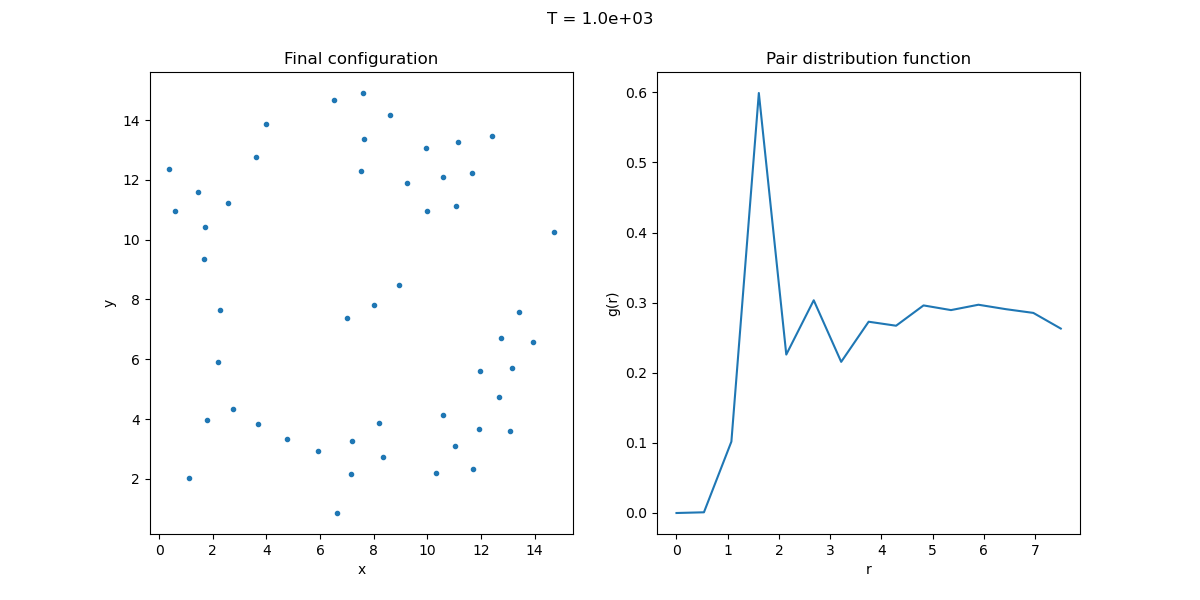 T = 1.0e+03
Final configuration
Pair distribution function
14
12
10
8
6
4
2
y
0 2 4 6 8 10 12 14
x
0.6
0.5
0.4
0.3
0.2
0.1
0.0
g(r)
0 1 2 3 4 5 6 7
r